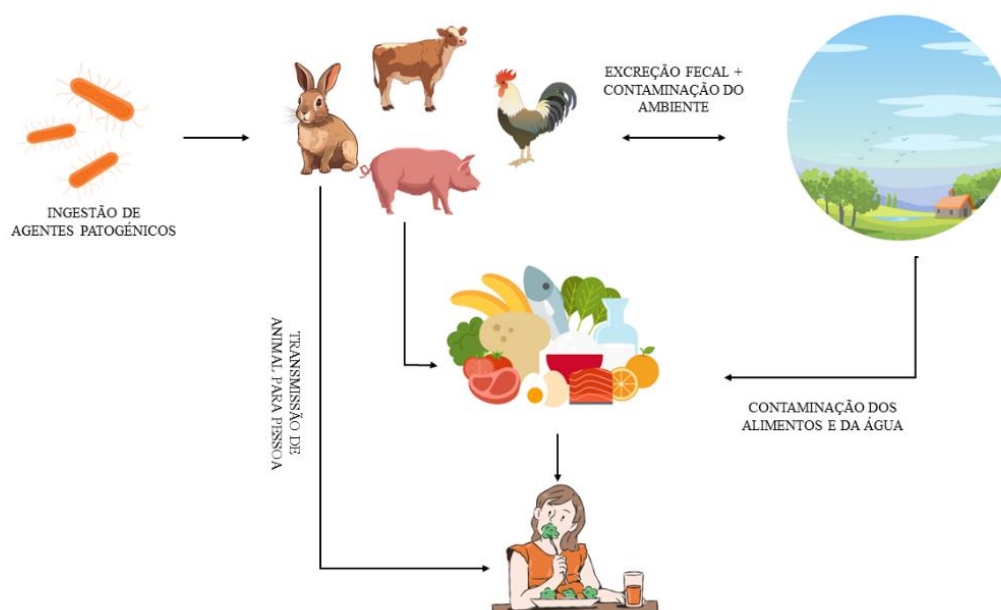 INGESTÃO DE
AGENTES PATOGÉNICOS
EXCREÇÃO FECAL +
CONTAMINAÇÃO DO
AMBIENTE
TRANSMISSÃO DE
ANIMAL PARA PESSOA
CONTAMINAÇÃO DOS
ALIMENTOS E DA ÁGUA